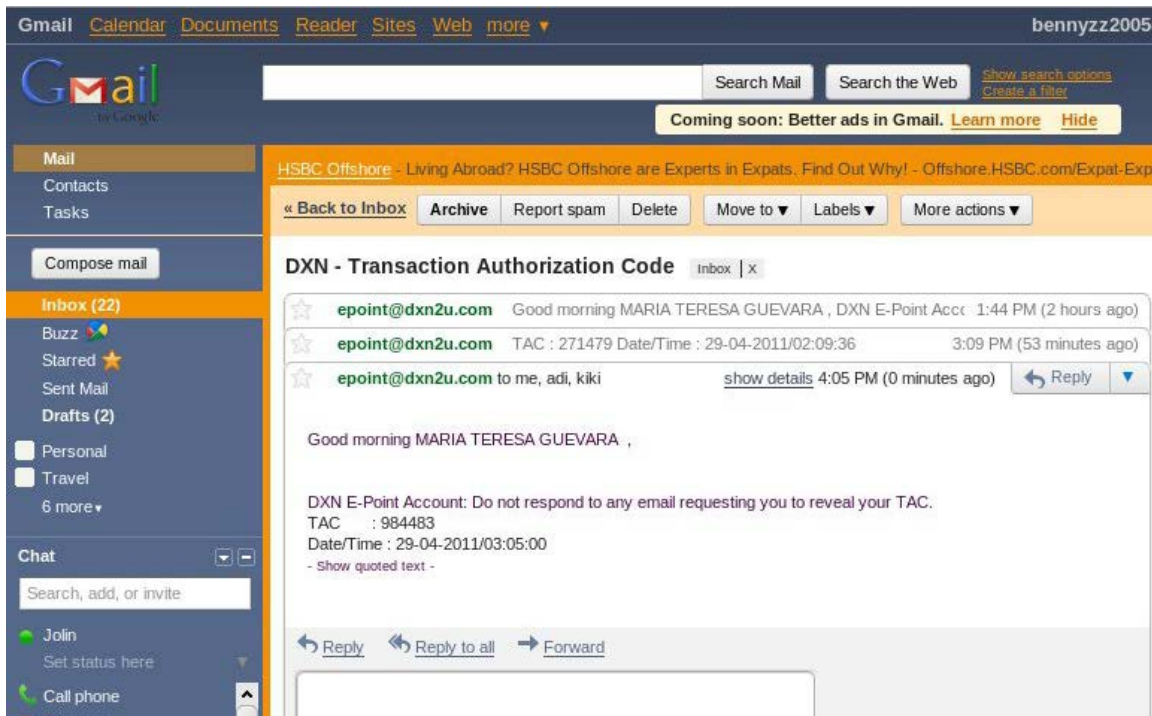 Gmail Calendar Documents Reader Sites Web more ▼ bennyzz2005
Gmail
by Google
Search Mail Search the Web Show search options
Create a filter
Coming soon: Better ads in Gmail. Learn more Hide
Mail
Contacts
Tasks
Compose mail
Inbox (22)
Buzz
Starred
Sent Mail
Drafts (2)
Personal
Travel
6 more▼
Chat
Search, add, or invite
Jolin
Set status here
Call phone
HSBC Offshore - Living Abroad? HSBC Offshore are Experts in Expats. Find Out Why! - Offshore.HSBC.com/Expat-Exp
« Back to Inbox Archive Report spam Delete Move to ▼ Labels ▼ More actions ▼
DXN - Transaction Authorization Code Inbox | X
epoint@dxn2u.com Good morning MARIA TERESA GUEVARA , DXN E-Point Acc 1:44 PM (2 hours ago)
epoint@dxn2u.com TAC : 271479 Date/Time : 29-04-2011/02:09:36 3:09 PM (53 minutes ago)
epoint@dxn2u.com to me, adi, kiki show details 4:05 PM (0 minutes ago) Reply ▼
Good morning MARIA TERESA GUEVARA ,
DXN E-Point Account: Do not respond to any email requesting you to reveal your TAC.
TAC : 984483
Date/Time : 29-04-2011/03:05:00
- Show quoted text -
Reply Reply to all Forward